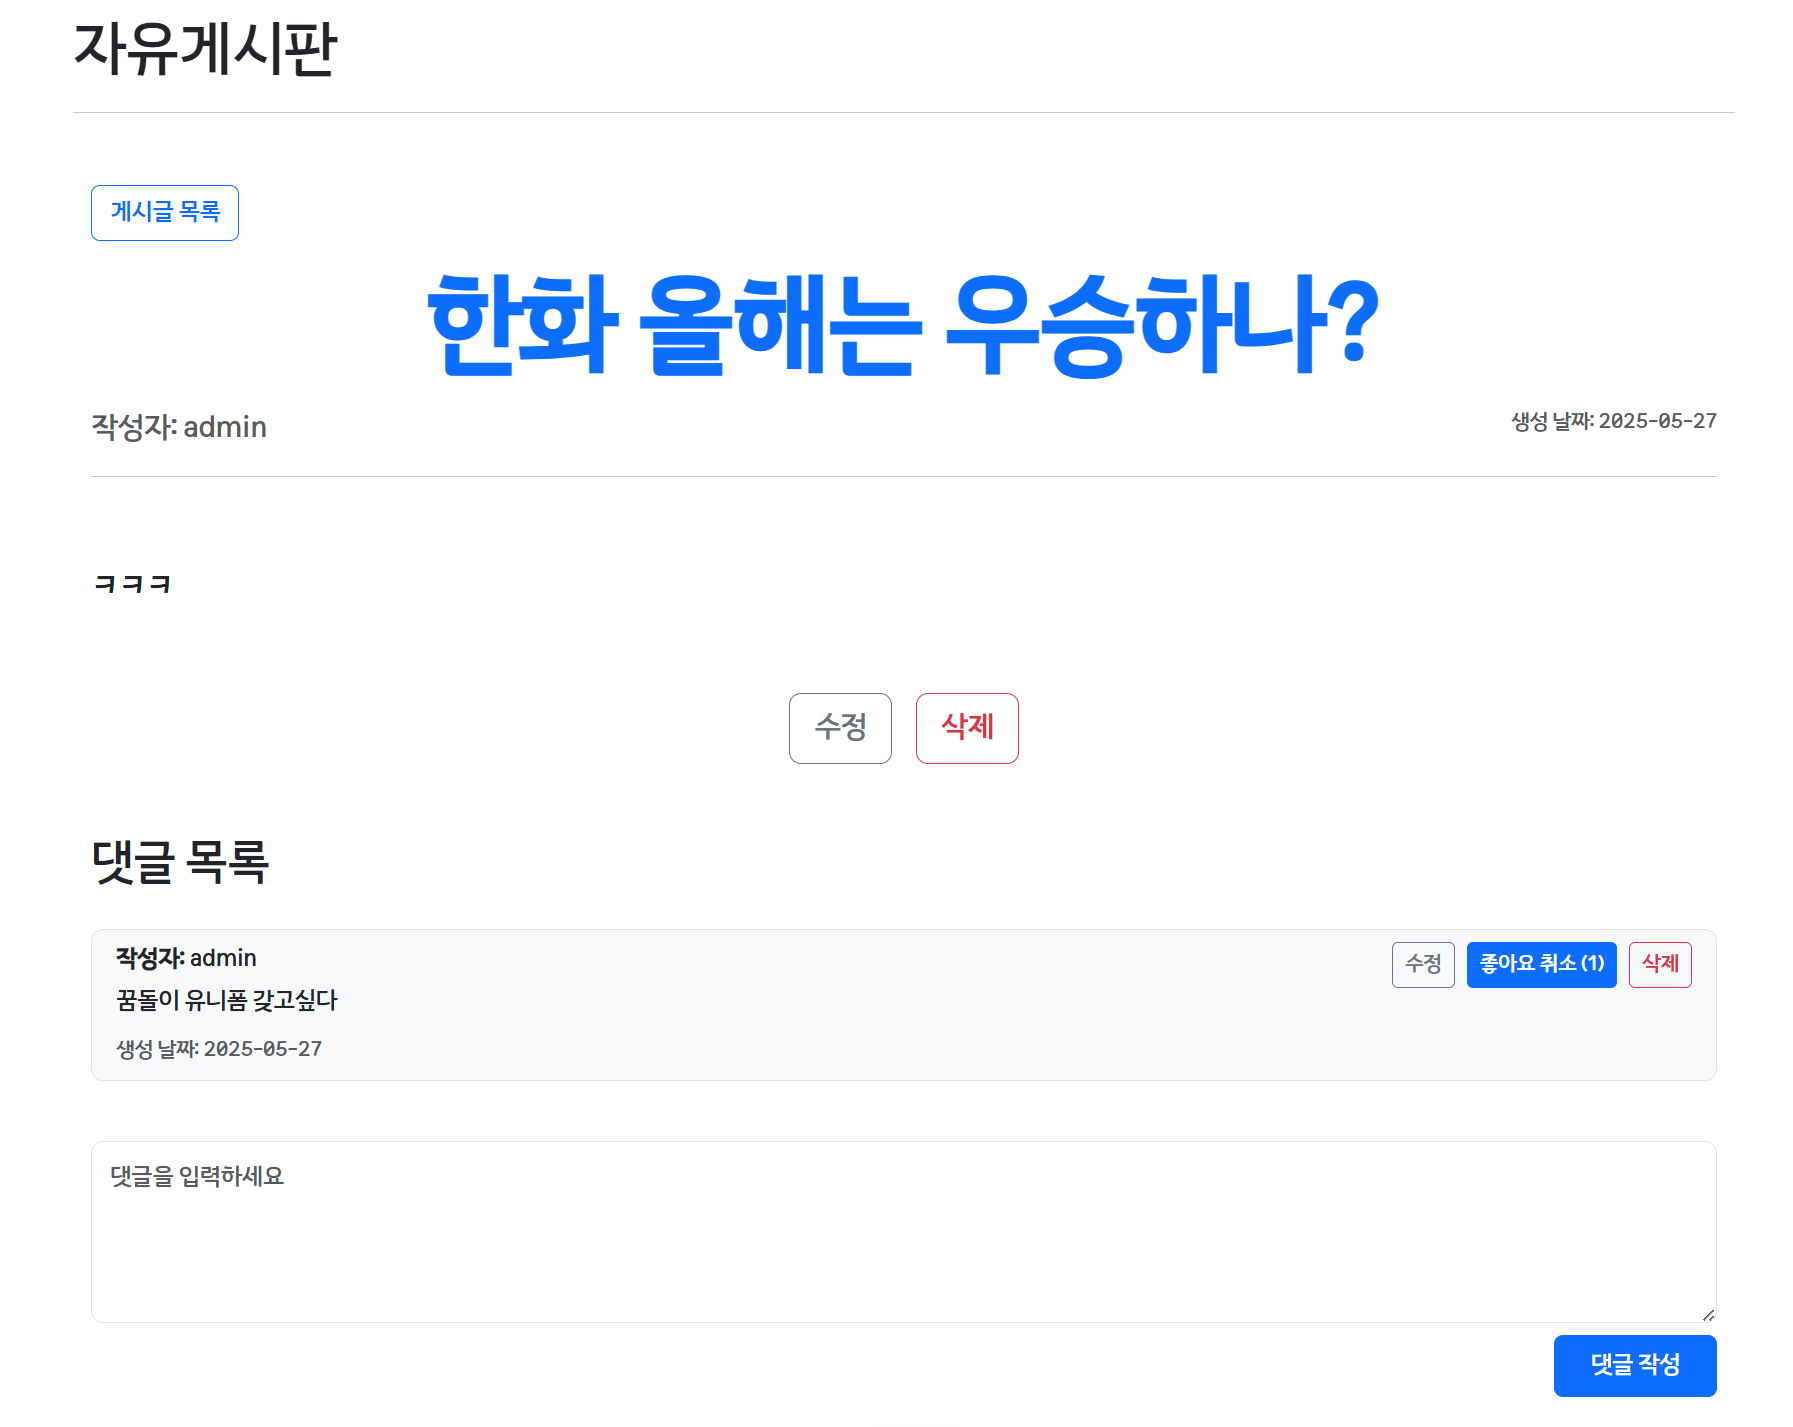 자유게시판
게시글 목록
한화 올해는 우승하나?
작성자: admin
생성 날짜: 2025-05-27
ㅋㅋㅋ
수정
삭제
댓글 목록
작성자: admin
수정
좋아요 취소 (1)
삭제
꿈돌이 유니폼 갖고싶다
생성 날짜: 2025-05-27
댓글을 입력하세요
댓글 작성